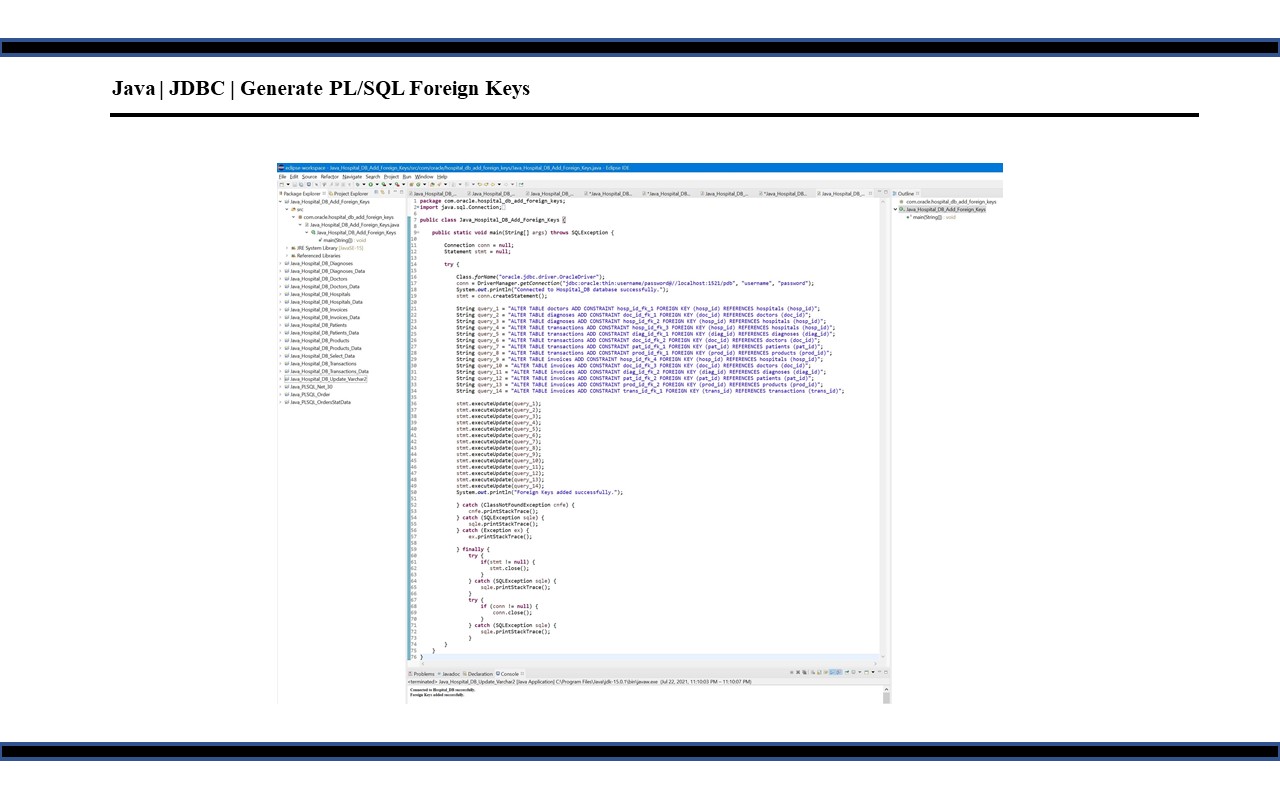 Java | JDBC | Generate PL/SQL Foreign Keys
eclipse-workspace - Java_Hospital_DB_Add_Foreign_Keys/src/com/oracle/hospital_db_add_foreign_keys/Java_Hospital_DB_Add_Foreign_Keys.java - Eclipse IDE
File Edit Source Refactor Navigate Search Project Run Window Help
Package Explorer Project Explorer
Java_Hospital_DB_Add_Foreign_Keys
src
com.oracle.hospital_db_add_foreign_keys
Java_Hospital_DB_Add_Foreign_Keys.java
Java_Hospital_DB_Add_Foreign_Keys
main(String[]) : void
JRE System Library [JavaSE-15]
Referenced Libraries
Java_Hospital_DB_Diagnoses
Java_Hospital_DB_Diagnoses_Data
Java_Hospital_DB_Doctors
Java_Hospital_DB_Doctors_Data
Java_Hospital_DB_Hospitals
Java_Hospital_DB_Hospitals_Data
Java_Hospital_DB_Invoices
Java_Hospital_DB_Invoices_Data
Java_Hospital_DB_Patients
Java_Hospital_DB_Patients_Data
Java_Hospital_DB_Products
Java_Hospital_DB_Products_Data
Java_Hospital_DB_Select_Data
Java_Hospital_DB_Transactions
Java_Hospital_DB_Transactions_Data
Java_Hospital_DB_Update_Varchar2
Java_PLSQL_Net_30
Java_PLSQL_Order
Java_PLSQL_OrdersStatData
Java_Hospital_DB_... Java_Hospital_DB_... Java_Hospital_DB_... *Java_Hospital_DB... *Java_Hospital_DB... Java_Hospital_DB_... *Java_Hospital_DB... Java_Hospital_DB_...
1 package com.oracle.hospital_db_add_foreign_keys;
2 import java.sql.Connection;
6
7 public class Java_Hospital_DB_Add_Foreign_Keys {
8
9 public static void main(String[] args) throws SQLException {
10
11 Connection conn = null;
12 Statement stmt = null;
13
14 try {
15
16 Class.forName("oracle.jdbc.driver.OracleDriver");
17 conn = DriverManager.getConnection("jdbc:oracle:thin:username/password@//localhost:1521/pdb", "username", "password");
18 System.out.println("Connected to Hospital_DB database successfully.");
19 stmt = conn.createStatement();
20
21 String query_1 = "ALTER TABLE doctors ADD CONSTRAINT hosp_id_fk_1 FOREIGN KEY (hosp_id) REFERENCES hospitals (hosp_id)";
22 String query_2 = "ALTER TABLE diagnoses ADD CONSTRAINT doc_id_fk_1 FOREIGN KEY (doc_id) REFERENCES doctors (doc_id)";
23 String query_3 = "ALTER TABLE diagnoses ADD CONSTRAINT hosp_id_fk_2 FOREIGN KEY (hosp_id) REFERENCES hospitals (hosp_id)";
24 String query_4 = "ALTER TABLE transactions ADD CONSTRAINT hosp_id_fk_3 FOREIGN KEY (hosp_id) REFERENCES hospitals (hosp_id)";
25 String query_5 = "ALTER TABLE transactions ADD CONSTRAINT diag_id_fk_1 FOREIGN KEY (diag_id) REFERENCES diagnoses (diag_id)";
26 String query_6 = "ALTER TABLE transactions ADD CONSTRAINT doc_id_fk_2 FOREIGN KEY (doc_id) REFERENCES doctors (doc_id)";
27 String query_7 = "ALTER TABLE transactions ADD CONSTRAINT pat_id_fk_1 FOREIGN KEY (pat_id) REFERENCES patients (pat_id)";
28 String query_8 = "ALTER TABLE transactions ADD CONSTRAINT prod_id_fk_1 FOREIGN KEY (prod_id) REFERENCES products (prod_id)";
29 String query_9 = "ALTER TABLE invoices ADD CONSTRAINT hosp_id_fk_4 FOREIGN KEY (hosp_id) REFERENCES hospitals (hosp_id)";
30 String query_10 = "ALTER TABLE invoices ADD CONSTRAINT doc_id_fk_3 FOREIGN KEY (doc_id) REFERENCES doctors (doc_id)";
31 String query_11 = "ALTER TABLE invoices ADD CONSTRAINT diag_id_fk_2 FOREIGN KEY (diag_id) REFERENCES diagnoses (diag_id)";
32 String query_12 = "ALTER TABLE invoices ADD CONSTRAINT pat_id_fk_2 FOREIGN KEY (pat_id) REFERENCES patients (pat_id)";
33 String query_13 = "ALTER TABLE invoices ADD CONSTRAINT prod_id_fk_2 FOREIGN KEY (prod_id) REFERENCES products (prod_id)";
34 String query_14 = "ALTER TABLE invoices ADD CONSTRAINT trans_id_fk_1 FOREIGN KEY (trans_id) REFERENCES transactions (trans_id)";
35
36 stmt.executeUpdate(query_1);
37 stmt.executeUpdate(query_2);
38 stmt.executeUpdate(query_3);
39 stmt.executeUpdate(query_4);
40 stmt.executeUpdate(query_5);
41 stmt.executeUpdate(query_6);
42 stmt.executeUpdate(query_7);
43 stmt.executeUpdate(query_8);
44 stmt.executeUpdate(query_9);
45 stmt.executeUpdate(query_10);
46 stmt.executeUpdate(query_11);
47 stmt.executeUpdate(query_12);
48 stmt.executeUpdate(query_13);
49 stmt.executeUpdate(query_14);
50 System.out.println("Foreign Keys added successfully.");
51
52 } catch (ClassNotFoundException cnfe) {
53 cnfe.printStackTrace();
54 } catch (SQLException sqle) {
55 sqle.printStackTrace();
56 } catch (Exception ex) {
57 ex.printStackTrace();
58
59 } finally {
60 try {
61 if(stmt != null) {
62 stmt.close();
63 }
64 } catch (SQLException sqle) {
65 sqle.printStackTrace();
66 }
67 try {
68 if (conn != null) {
69 conn.close();
70 }
71 } catch (SQLException sqle) {
72 sqle.printStackTrace();
73 }
74 }
75 }
76 }
Outline
com.oracle.hospital_db_add_foreign_keys
Java_Hospital_DB_Add_Foreign_Keys
main(String[]) : void
Problems Javadoc Declaration Console
<terminated> Java_Hospital_DB_Update_Varchar2 [Java Application] C:\Program Files\Java\jdk-15.0.1\bin\javaw.exe (Jul 22, 2021, 11:10:03 PM – 11:10:07 PM)
Connected to Hospital_DB successfully.
Foreign Keys added successfully.